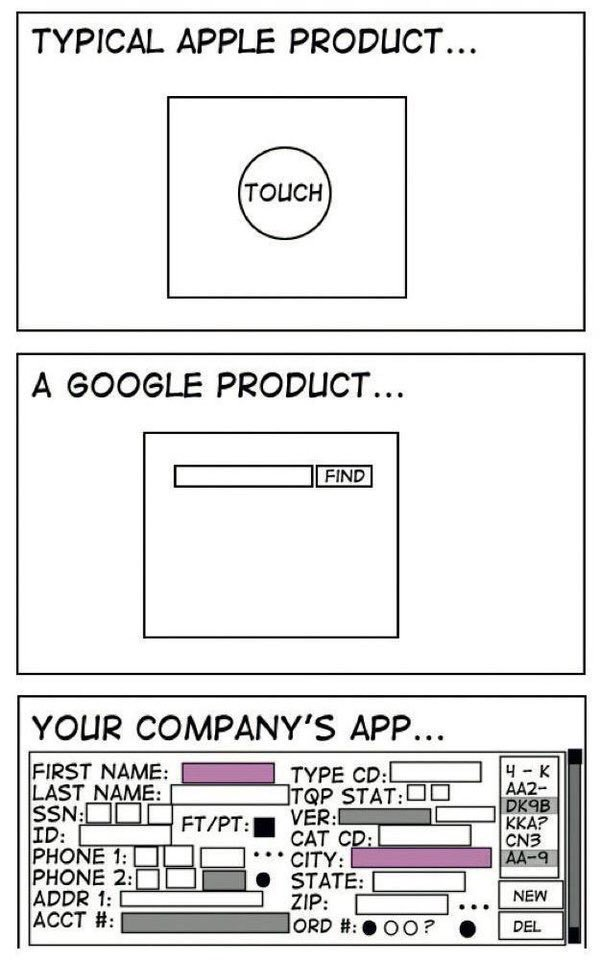 TYPICAL APPLE PRODUCT...
TOUCH
A GOOGLE PRODUCT...
FIND
YOUR COMPANY'S APP...
FIRST NAME:
LAST NAME:
SSN:
ID:
FT/PT:
PHONE 1:
PHONE 2:
ADDR 1:
ACCT #:
TYPE CD:
TQP STAT:
VER:
CAT CD:
CITY:
STATE:
ZIP:
ORD #: ?
4 - K
AA2-
DK9B
KKA?
CN3
AA-9
NEW
DEL